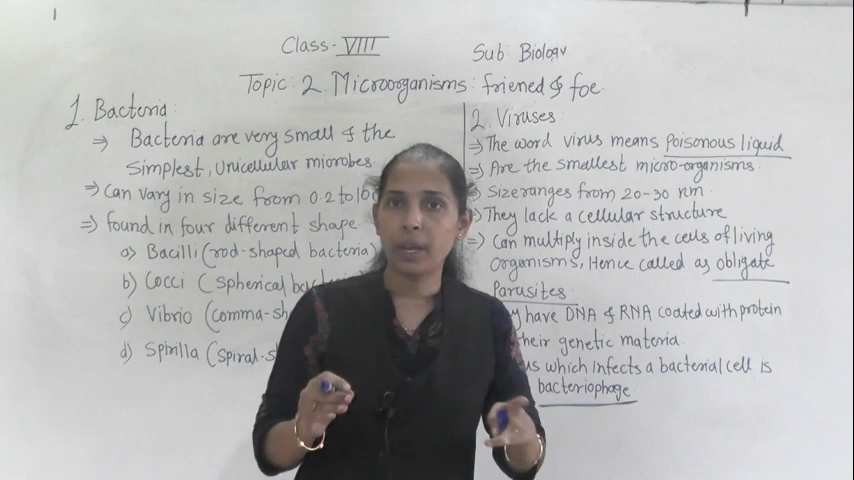 Class-VIII
Sub: Biology
Topic: 2. Microorganisms: friened & foe.
1. Bacteria:
⇒ Bacteria are very small & the
simplest, Unicellular microbes.
⇒ Can vary in size from 0.2 to
⇒ found in four different shape
a) Bacilli (rod-shaped bacteria)
b) Cocci (spherical
c) Vibrio (comma-
d) Spirilla (spiral-
2. Viruses:
⇒ The word virus means poisonous liquid
⇒ Are the smallest micro-organisms.
⇒ Size ranges from 20-30 nm.
⇒ They lack a cellular structure
⇒ Can multiply inside the cells of living
organisms, Hence called as obligate
Parasites.
have DNA & RNA coated with protein
their genetic materia.
which infects a bacterial cell is
bacteriophage.